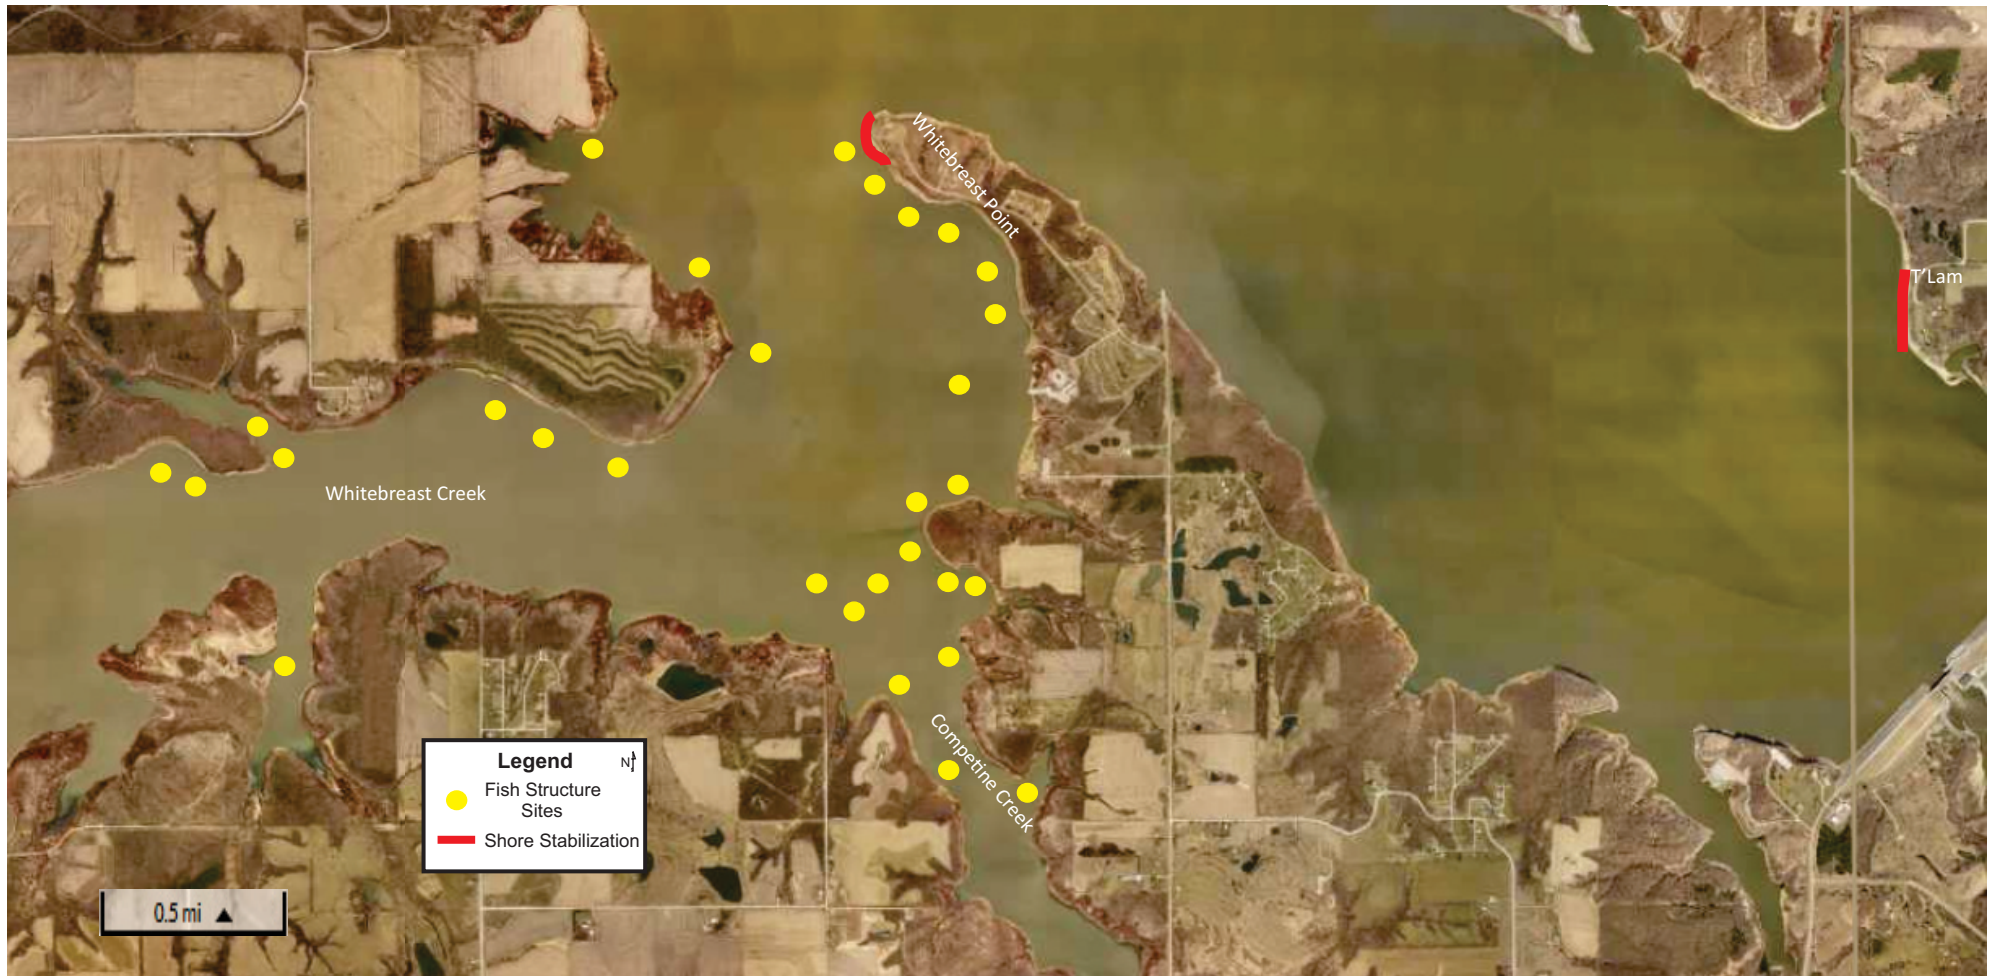 Whitebreast Point
T'Lam
Whitebreast Creek
Competine Creek
Legend
N
Fish Structure
Sites
Shore Stabilization
0.5 mi